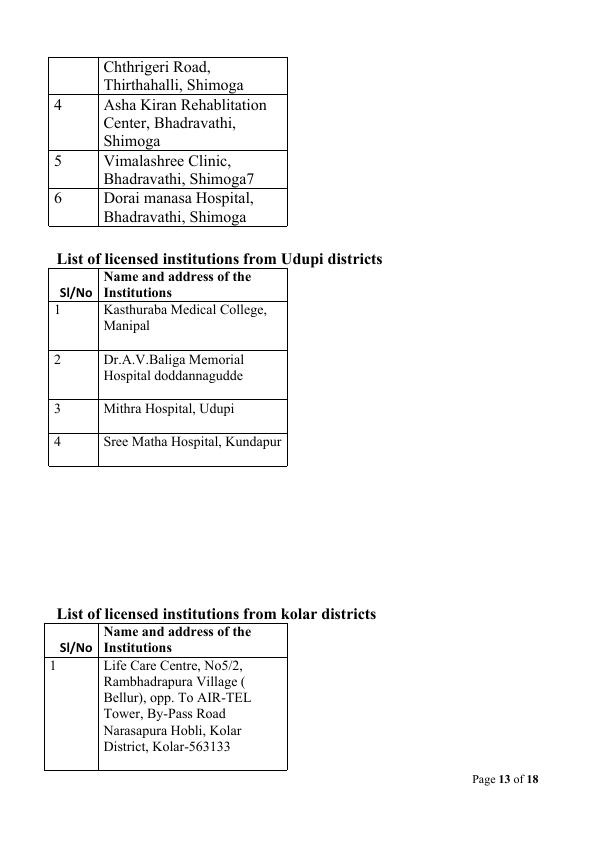 Chthrigeri Road,
Thirthahalli, Shimoga
4 Asha Kiran Rehablitation
Center, Bhadravathi,
Shimoga
5 Vimalashree Clinic,
Bhadravathi, Shimoga7
6 Dorai manasa Hospital,
Bhadravathi, Shimoga
List of licensed institutions from Udupi districts
Name and address of the
Sl/No Institutions
1 Kasthuraba Medical College,
Manipal
2 Dr.A.V.Baliga Memorial
Hospital doddannagudde
3 Mithra Hospital, Udupi
4 Sree Matha Hospital, Kundapur
List of licensed institutions from kolar districts
Name and address of the
Sl/No Institutions
1 Life Care Centre, No5/2,
Rambhadrapura Village (
Bellur), opp. To AIR-TEL
Tower, By-Pass Road
Narasapura Hobli, Kolar
District, Kolar-563133
Page 13 of 18